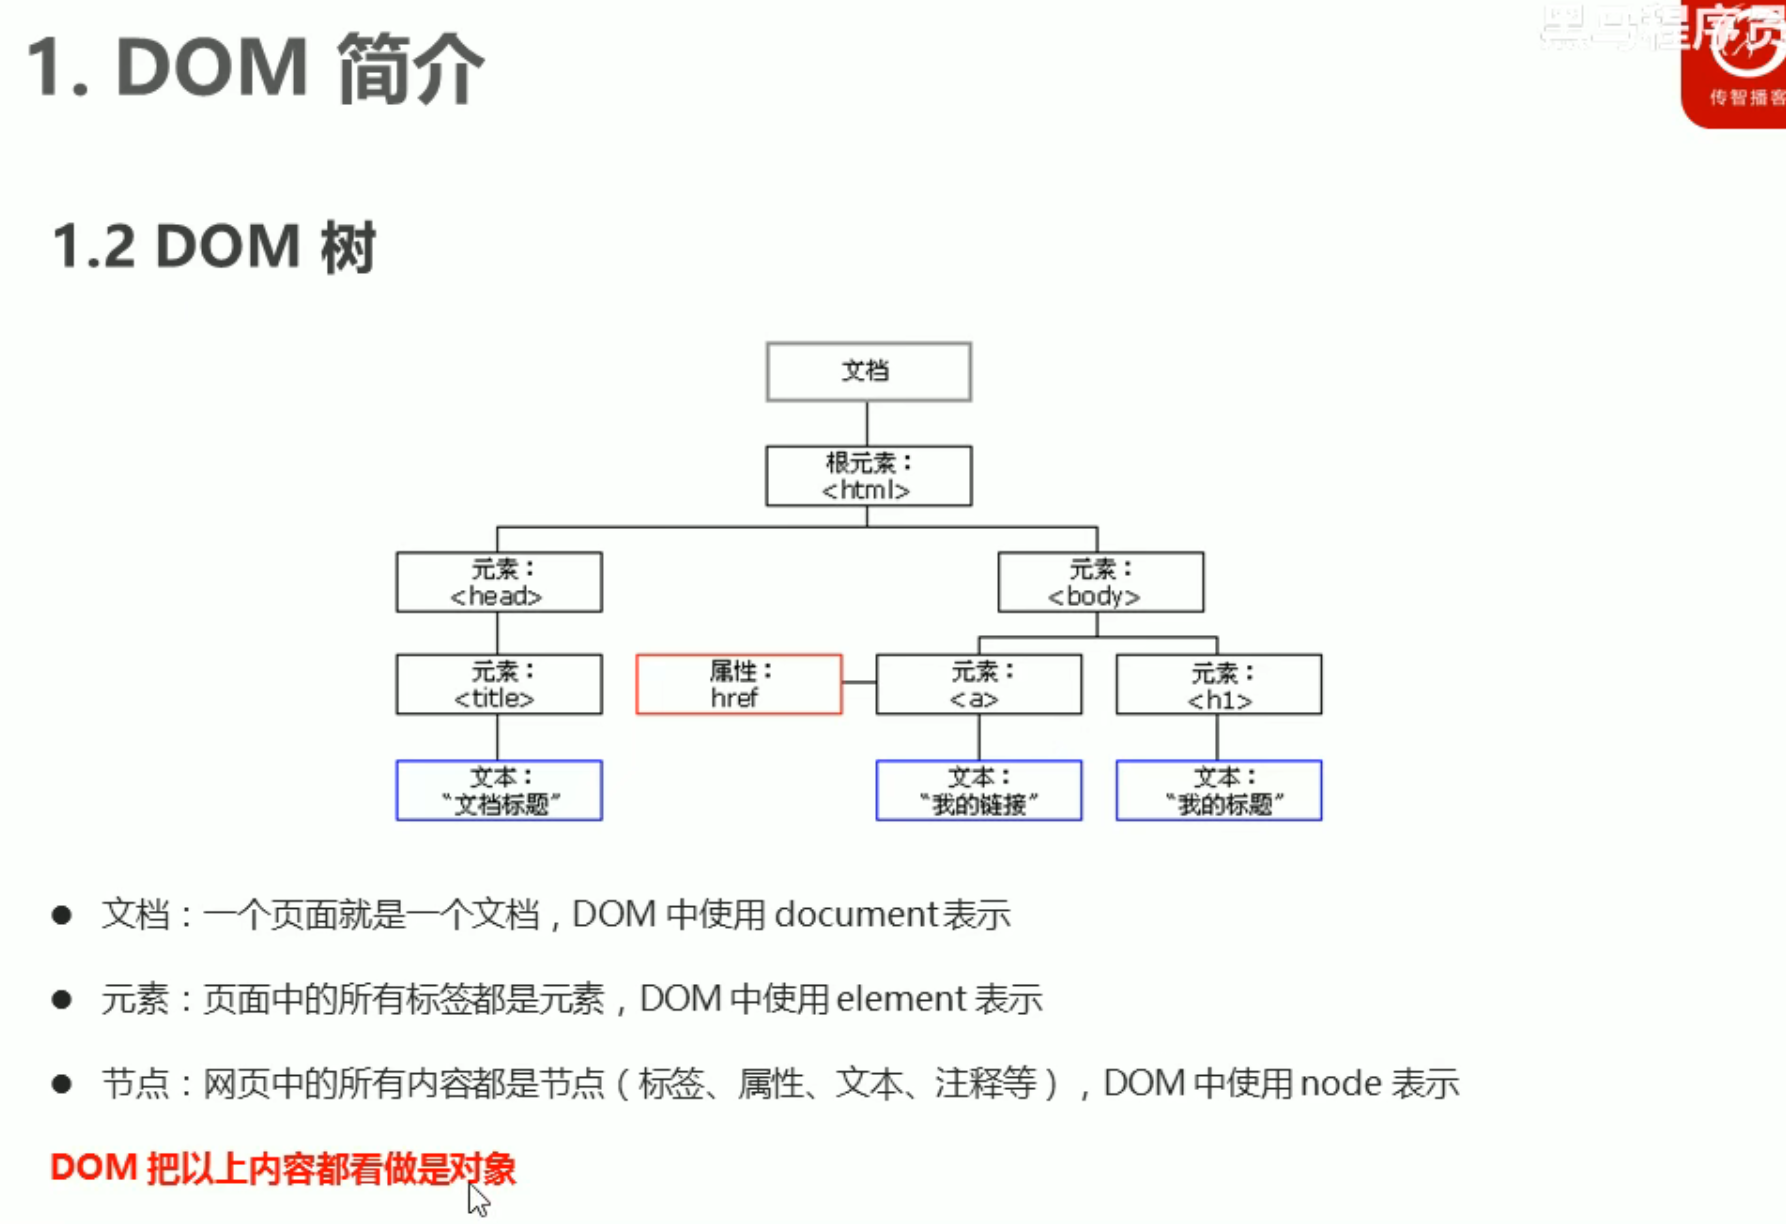 黑马程序员
传智播客
1. DOM 简介
1.2 DOM 树
文档
根元素：
<html>
元素：
<head>
元素：
<body>
元素：
<title>
属性：
href
元素：
<a>
元素：
<h1>
文本：
“文档标题”
文本：
“我的链接”
文本：
“我的标题”
● 文档：一个页面就是一个文档，DOM 中使用 document表示
● 元素：页面中的所有标签都是元素，DOM 中使用 element 表示
● 节点：网页中的所有内容都是节点（标签、属性、文本、注释等），DOM 中使用 node 表示
DOM 把以上内容都看做是对象